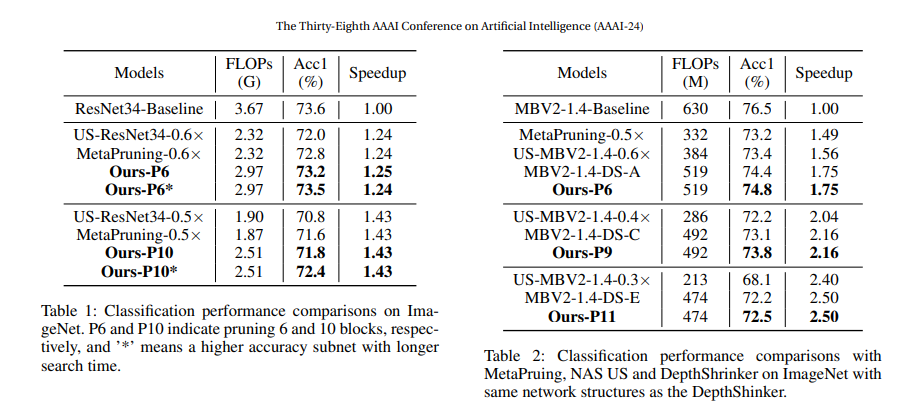 The Thirty-Eighth AAAI Conference on Artificial Intelligence (AAAI-24)
Models FLOPs (G) Acc1 (%) Speedup
ResNet34-Baseline 3.67 73.6 1.00
US-ResNet34-0.6× 2.32 72.0 1.24
MetaPruning-0.6× 2.32 72.8 1.24
Ours-P6 2.97 73.2 1.25
Ours-P6* 2.97 73.5 1.24
US-ResNet34-0.5× 1.90 70.8 1.43
MetaPruning-0.5× 1.87 71.6 1.43
Ours-P10 2.51 71.8 1.43
Ours-P10* 2.51 72.4 1.43
Table 1: Classification performance comparisons on Ima-
geNet. P6 and P10 indicate pruning 6 and 10 blocks, respec-
tively, and '*' means a higher accuracy subnet with longer
search time.
Models FLOPs (M) Acc1 (%) Speedup
MBV2-1.4-Baseline 630 76.5 1.00
MetaPruning-0.5× 332 73.2 1.49
US-MBV2-1.4-0.6× 384 73.4 1.56
MBV2-1.4-DS-A 519 74.4 1.75
Ours-P6 519 74.8 1.75
US-MBV2-1.4-0.4× 286 72.2 2.04
MBV2-1.4-DS-C 492 73.1 2.16
Ours-P9 492 73.8 2.16
US-MBV2-1.4-0.3× 213 68.1 2.40
MBV2-1.4-DS-E 474 72.2 2.50
Ours-P11 474 72.5 2.50
Table 2: Classification performance comparisons with
MetaPruing, NAS US and DepthShrinker on ImageNet with
same network structures as the DepthShinker.